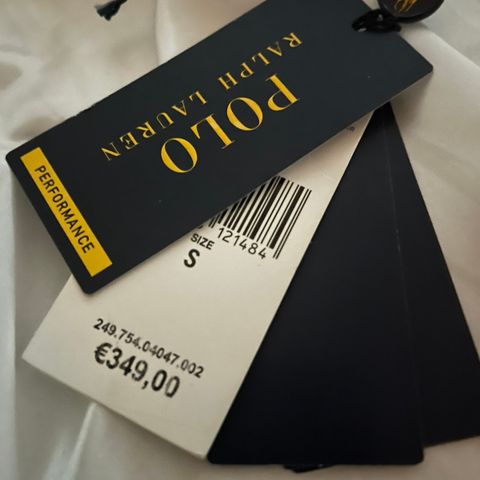 POLO
RALPH LAUREN
PERFORMANCE
121484
SIZE
S
249.754.04047.002
€349,00